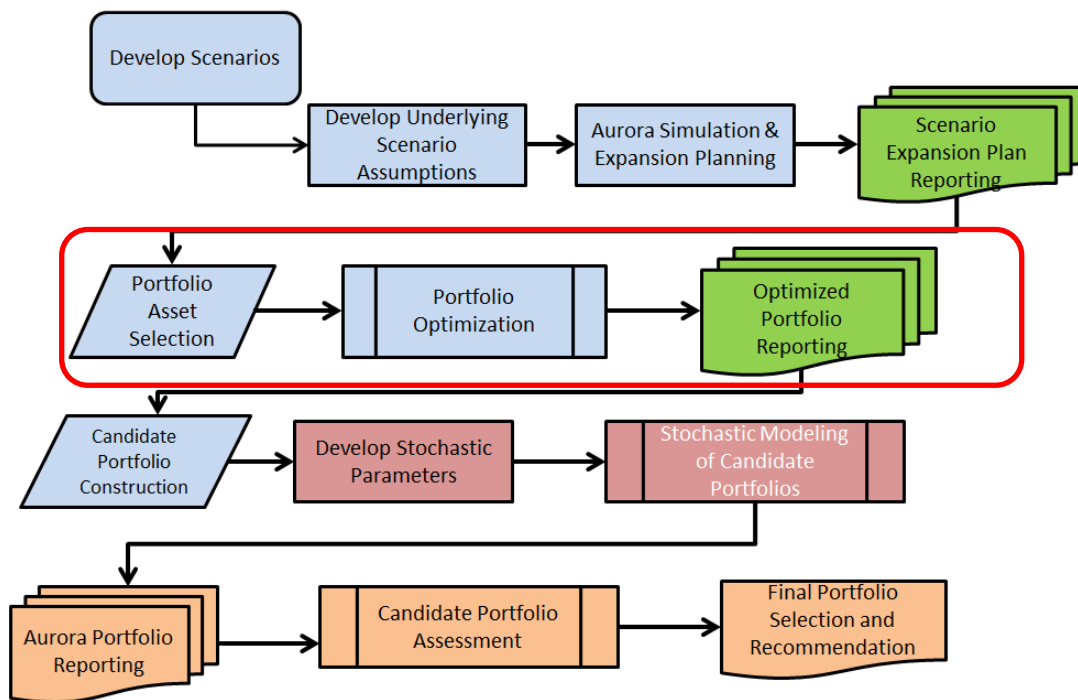 Develop Scenarios
Develop Underlying
Scenario
Assumptions
Aurora Simulation &
Expansion Planning
Scenario
Expansion Plan
Reporting
Portfolio
Asset
Selection
Portfolio
Optimization
Optimized
Portfolio
Reporting
Candidate
Portfolio
Construction
Develop Stochastic
Parameters
Stochastic Modeling
of Candidate
Portfolios
Aurora Portfolio
Reporting
Candidate Portfolio
Assessment
Final Portfolio
Selection and
Recommendation